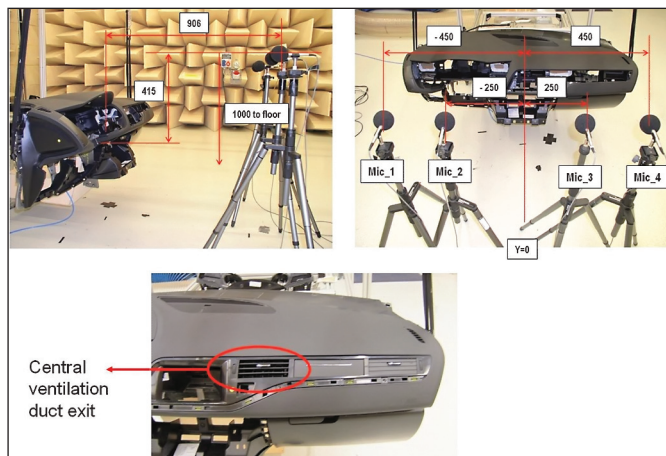 906
415
1000 to floor
- 450
450
- 250
250
Mic_1
Mic_2
Mic_3
Mic_4
Y=0
Central
ventilation
duct exit